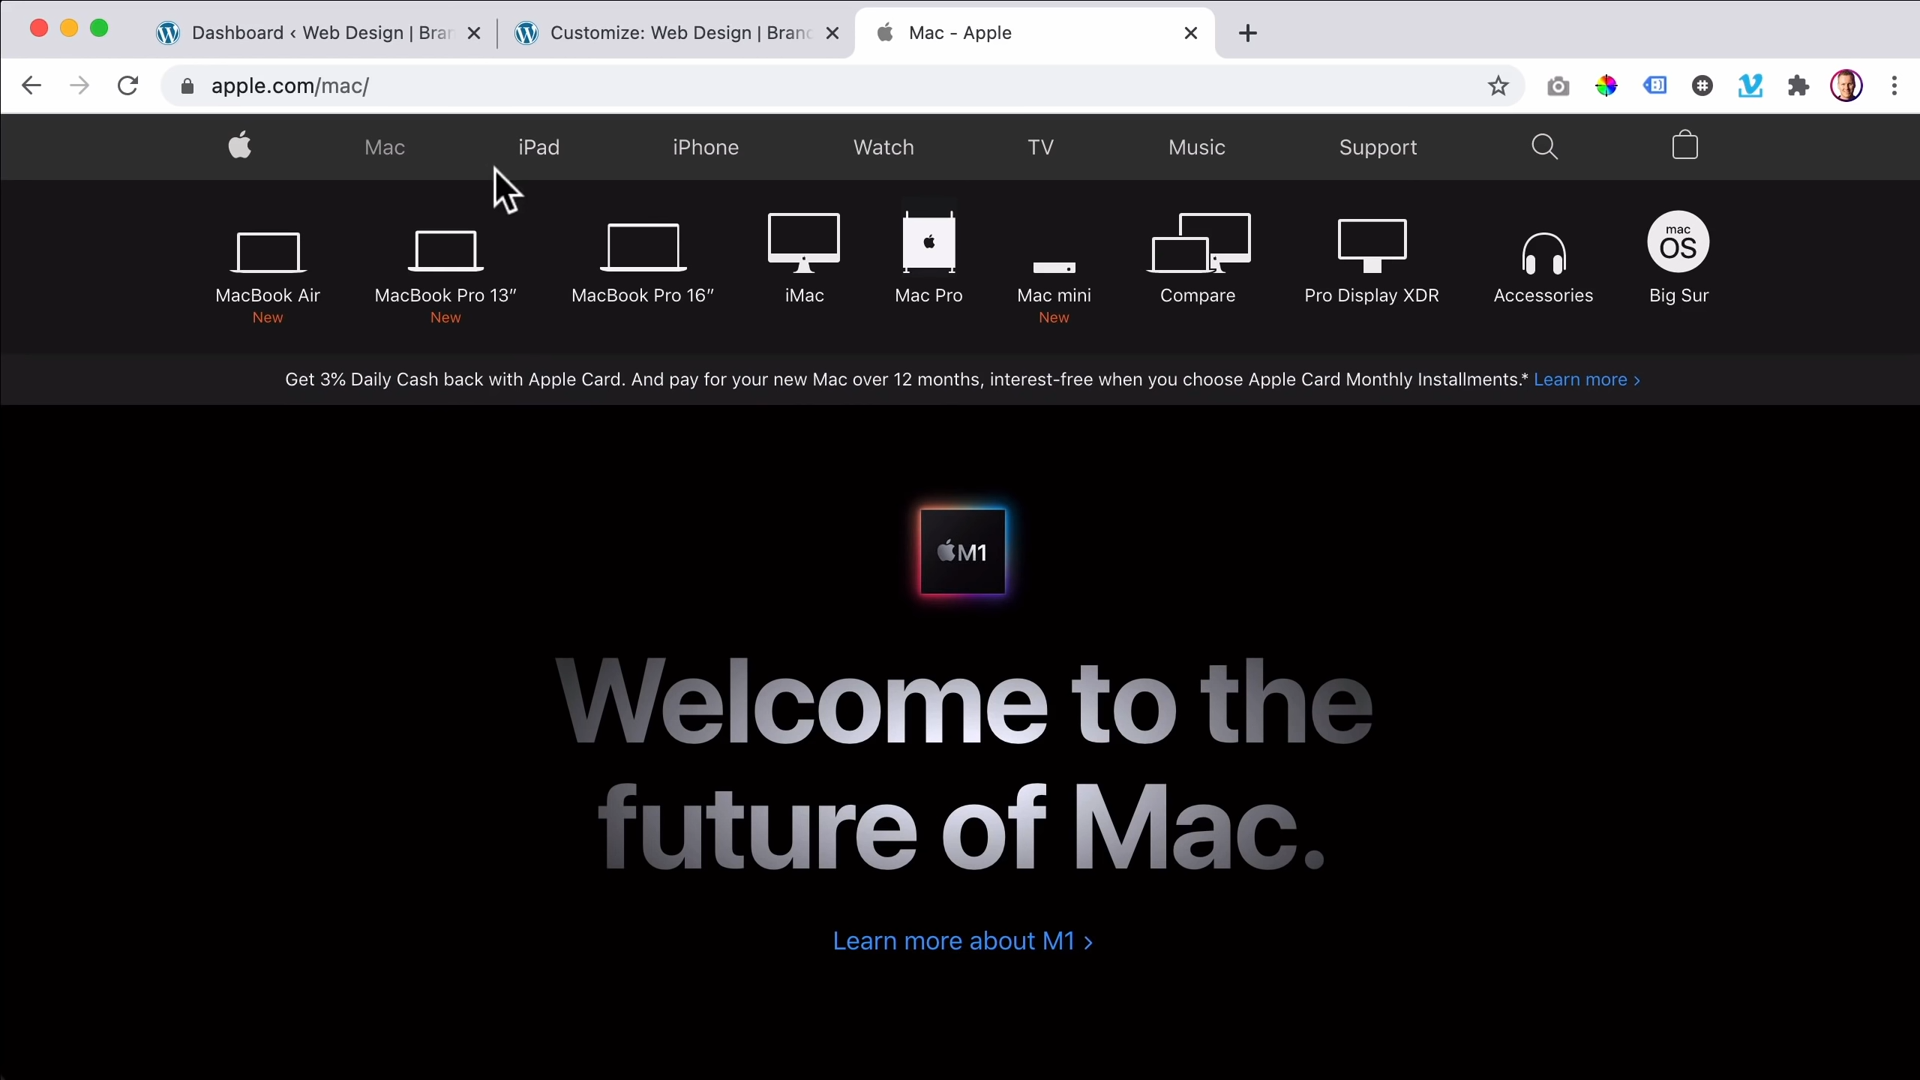 Dashboard ‹ Web Design | Bran
Customize: Web Design | Branc
Mac - Apple
apple.com/mac/
Mac
iPad
iPhone
Watch
TV
Music
Support
mac
OS
MacBook Air
MacBook Pro 13”
MacBook Pro 16”
iMac
Mac Pro
Mac mini
Compare
Pro Display XDR
Accessories
Big Sur
New
New
New
Get 3% Daily Cash back with Apple Card. And pay for your new Mac over 12 months, interest-free when you choose Apple Card Monthly Installments.* Learn more ›
M1
Welcome to the
future of Mac.
Learn more about M1 ›